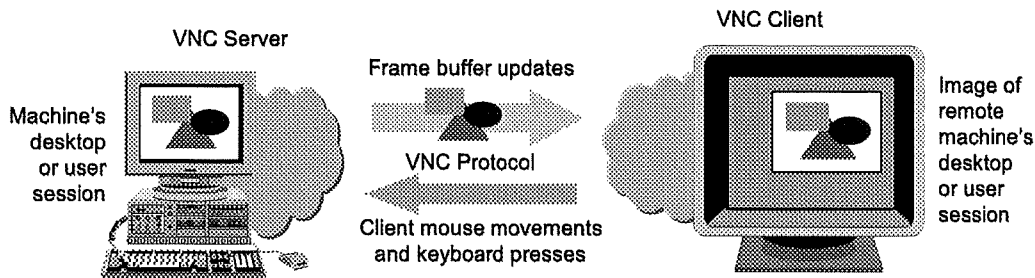 VNC Server
VNC Client
Machine's
desktop
or user
session
Frame buffer updates
VNC Protocol
Client mouse movements
and keyboard presses
Image of
remote
machine's
desktop
or user
session